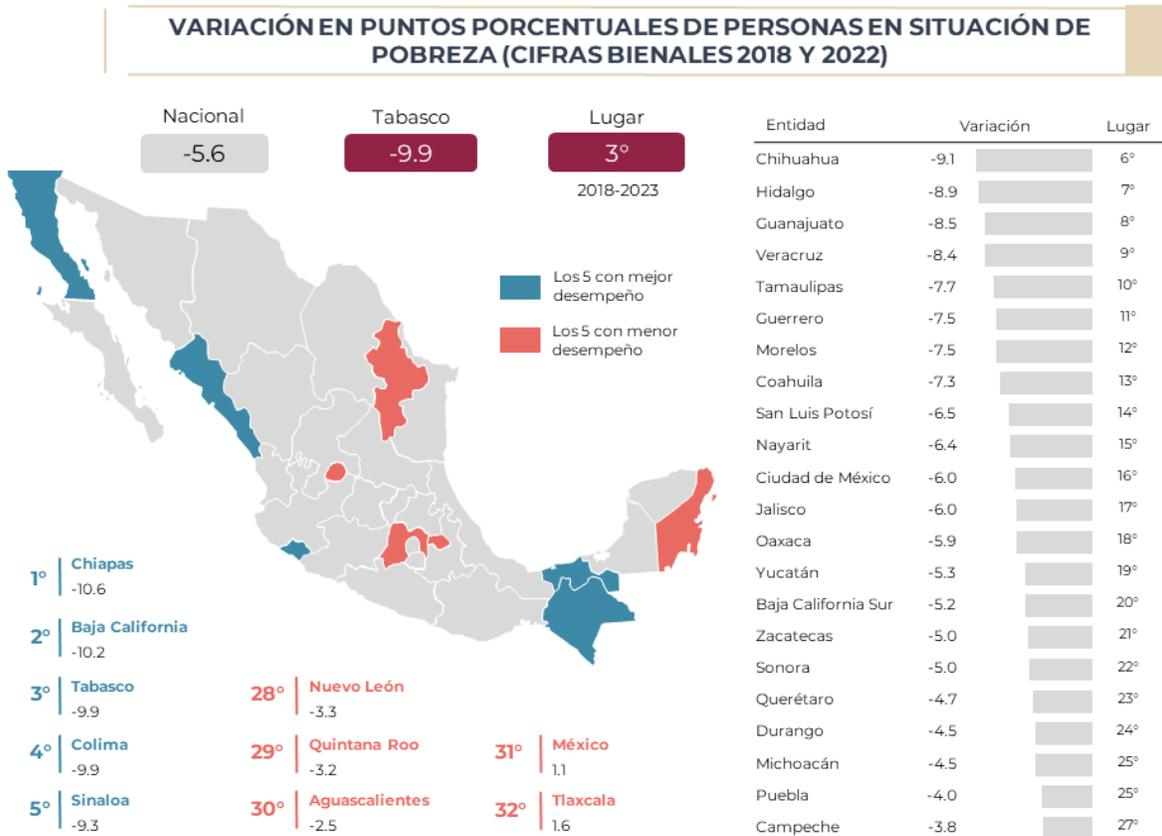 VARIACIÓN EN PUNTOS PORCENTUALES DE PERSONAS EN SITUACIÓN DE
POBREZA (CIFRAS BIENALES 2018 Y 2022)
Nacional
-5.6
Tabasco
-9.9
Lugar
3°
2018-2023
Los 5 con mejor
desempeño
Los 5 con menor
desempeño
1° Chiapas
-10.6
2° Baja California
-10.2
3° Tabasco
-9.9
4° Colima
-9.9
5° Sinaloa
-9.3
28° Nuevo León
-3.3
29° Quintana Roo
-3.2
30° Aguascalientes
-2.5
31° México
1.1
32° Tlaxcala
1.6
Entidad Variación Lugar
Chihuahua -9.1 6°
Hidalgo -8.9 7°
Guanajuato -8.5 8°
Veracruz -8.4 9°
Tamaulipas -7.7 10°
Guerrero -7.5 11°
Morelos -7.5 12°
Coahuila -7.3 13°
San Luis Potosí -6.5 14°
Nayarit -6.4 15°
Ciudad de México -6.0 16°
Jalisco -6.0 17°
Oaxaca -5.9 18°
Yucatán -5.3 19°
Baja California Sur -5.2 20°
Zacatecas -5.0 21°
Sonora -5.0 22°
Querétaro -4.7 23°
Durango -4.5 24°
Michoacán -4.5 25°
Puebla -4.0 25°
Campeche -3.8 27°